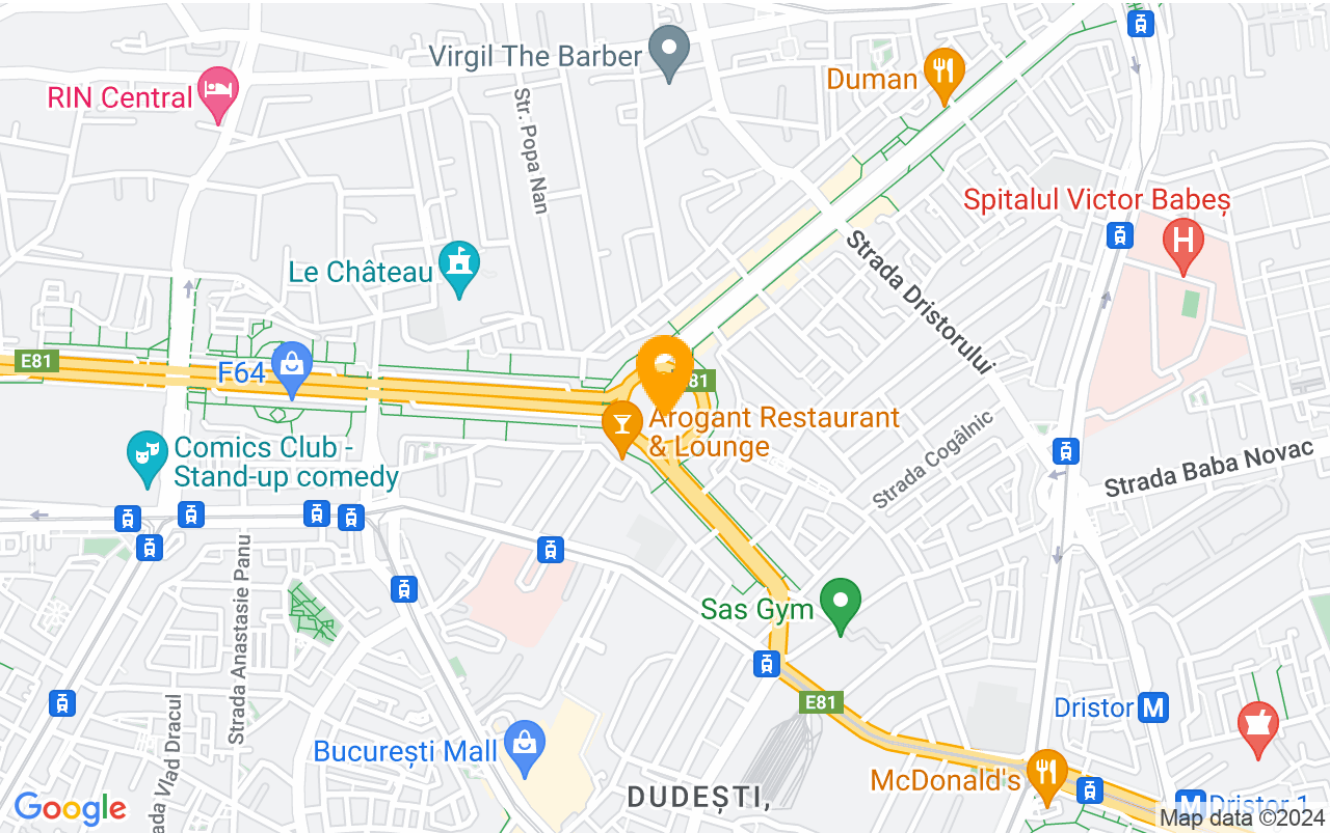 Virgil The Barber
Duman
RIN Central
Str. Popa Nan
Spitalul Victor Babeș
H
Strada Dristorului
Le Château
E81
F64
81
Arogant Restaurant
& Lounge
Comics Club -
Stand-up comedy
Strada Cogâlnic
Strada Baba Novac
Strada Anastasie Panu
Sas Gym
E81
Dristor M
București Mall
McDonald's
DUDEȘTI,
ada Vlad Dracul
M Dristor 1
Google
Map data ©2024